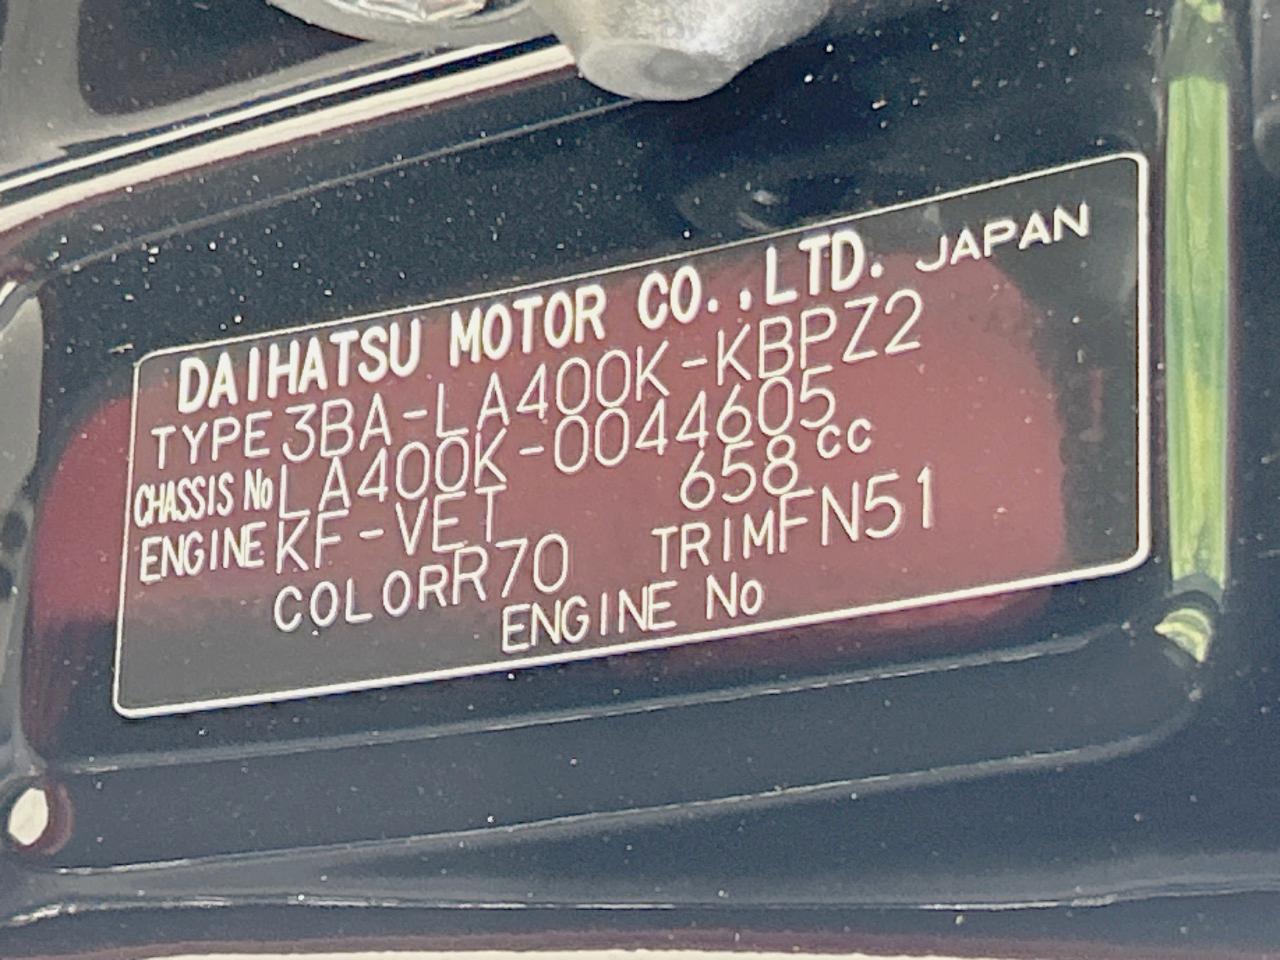 DAIHATSU MOTOR CO.,LTD. JAPAN
TYPE 3BA-LA400K-KBPZ2
CHASSIS No LA400K-0044605
ENGINE KF-VET 658 cc
COLOR R70 TRIM FN51
ENGINE No